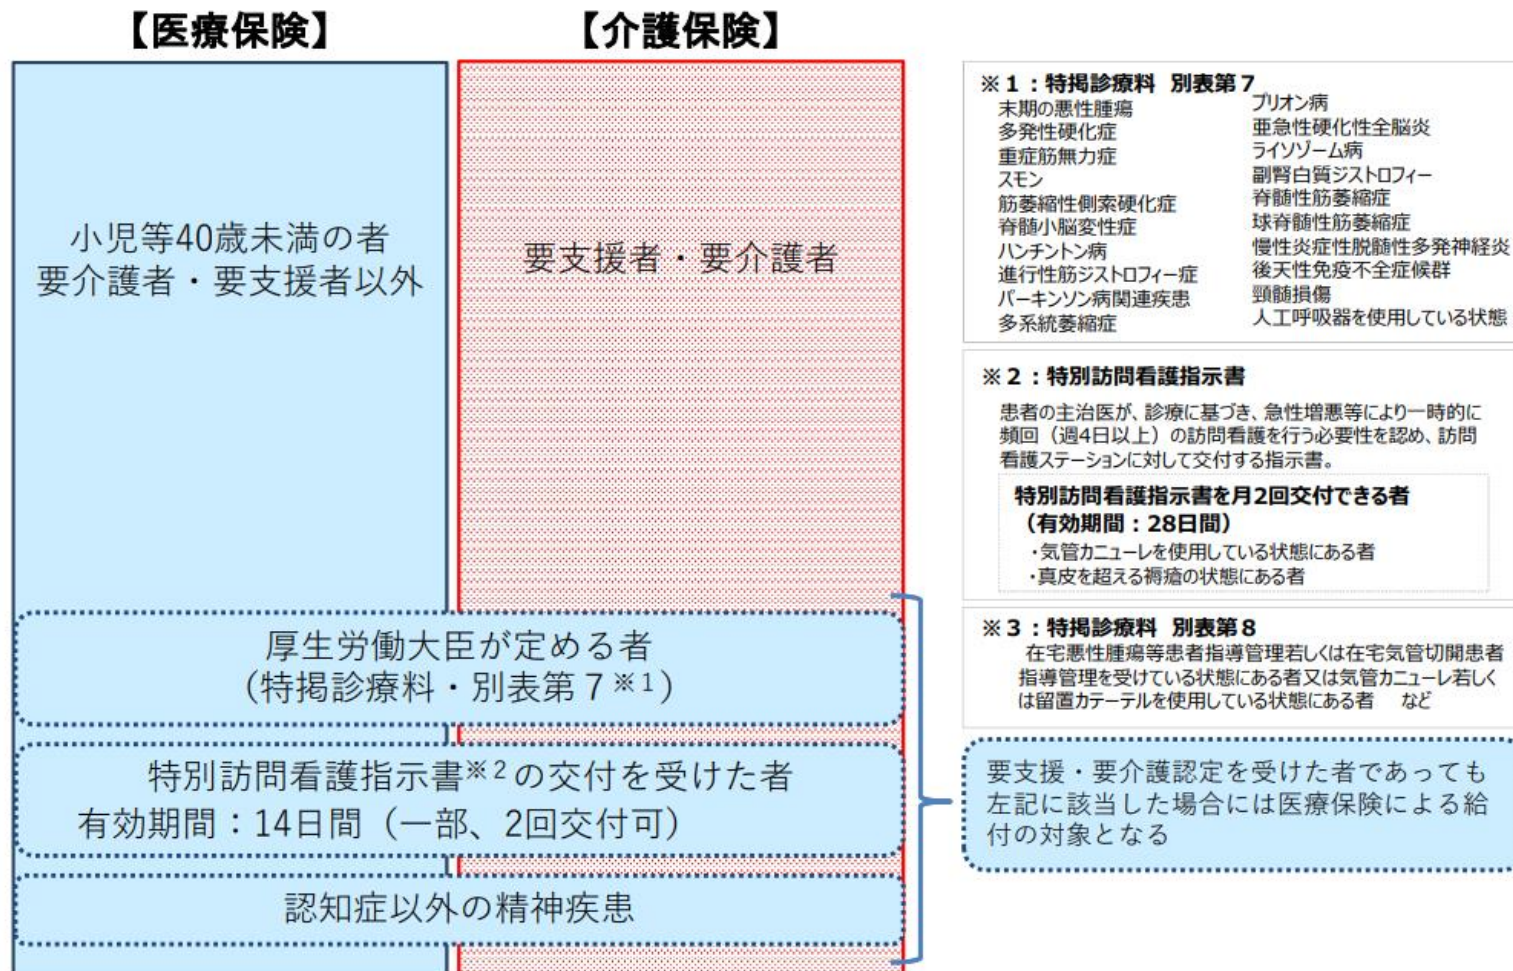 【医療保険】
【介護保険】
小児等40歳未満の者
要介護者・要支援者以外
要支援者・要介護者
厚生労働大臣が定める者
（特掲診療料・別表第７※1）
特別訪問看護指示書※2の交付を受けた者
有効期間：14日間（一部、2回交付可）
認知症以外の精神疾患
※１：特掲診療料 別表第７
末期の悪性腫瘍
多発性硬化症
重症筋無力症
スモン
筋萎縮性側索硬化症
脊髄小脳変性症
ハンチントン病
進行性筋ジストロフィー症
パーキンソン病関連疾患
多系統萎縮症
プリオン病
亜急性硬化性全脳炎
ライソゾーム病
副腎白質ジストロフィー
脊髄性筋萎縮症
球脊髄性筋萎縮症
慢性炎症性脱髄性多発神経炎
後天性免疫不全症候群
頸髄損傷
人工呼吸器を使用している状態
※２：特別訪問看護指示書
患者の主治医が、診療に基づき、急性増悪等により一時的に
頻回（週4日以上）の訪問看護を行う必要性を認め、訪問
看護ステーションに対して交付する指示書。
特別訪問看護指示書を月2回交付できる者
（有効期間：28日間）
・気管カニューレを使用している状態にある者
・真皮を超える褥瘡の状態にある者
※３：特掲診療料 別表第８
在宅悪性腫瘍等患者指導管理若しくは在宅気管切開患者
指導管理を受けている状態にある者又は気管カニューレ若しく
は留置カテーテルを使用している状態にある者 など
要支援・要介護認定を受けた者であっても
左記に該当した場合には医療保険による給
付の対象となる